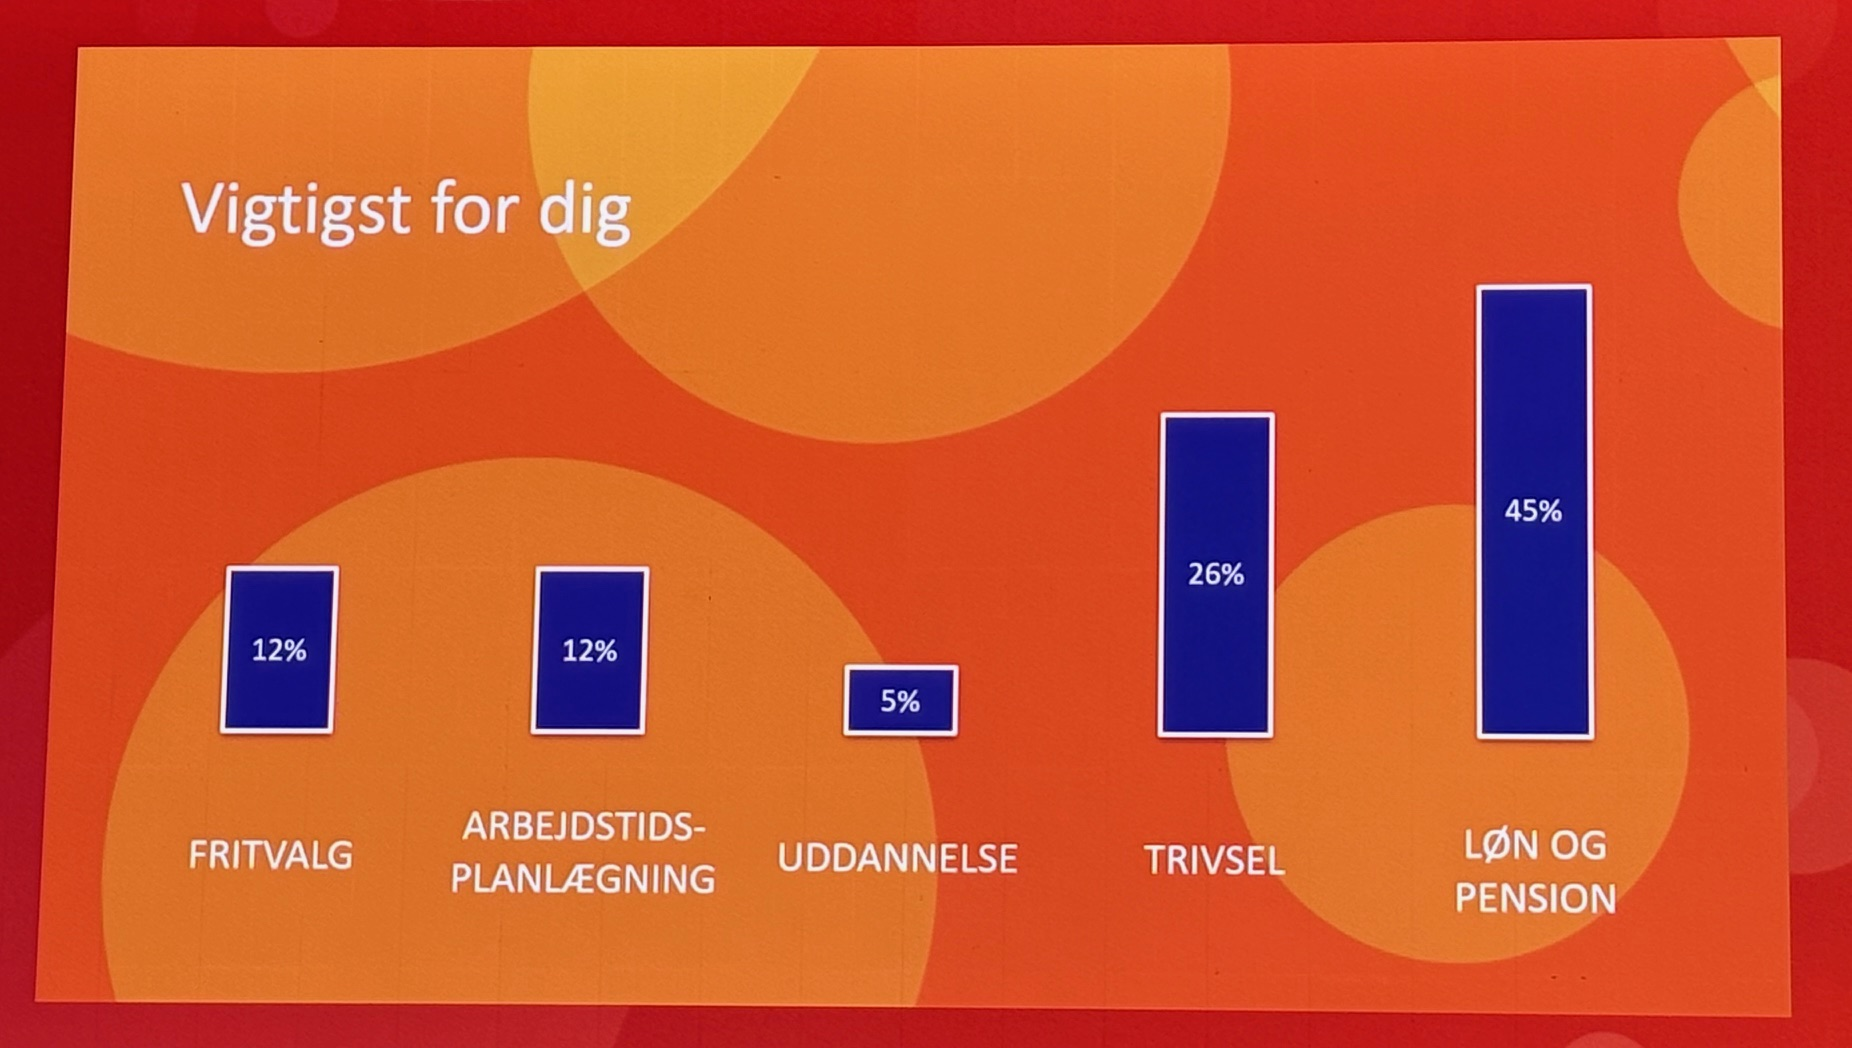 Vigtigst for dig
12%
12%
5%
26%
45%
FRITVALG
ARBEJDSTIDS-
PLANLÆGNING
UDDANNELSE
TRIVSEL
LØN OG
PENSION